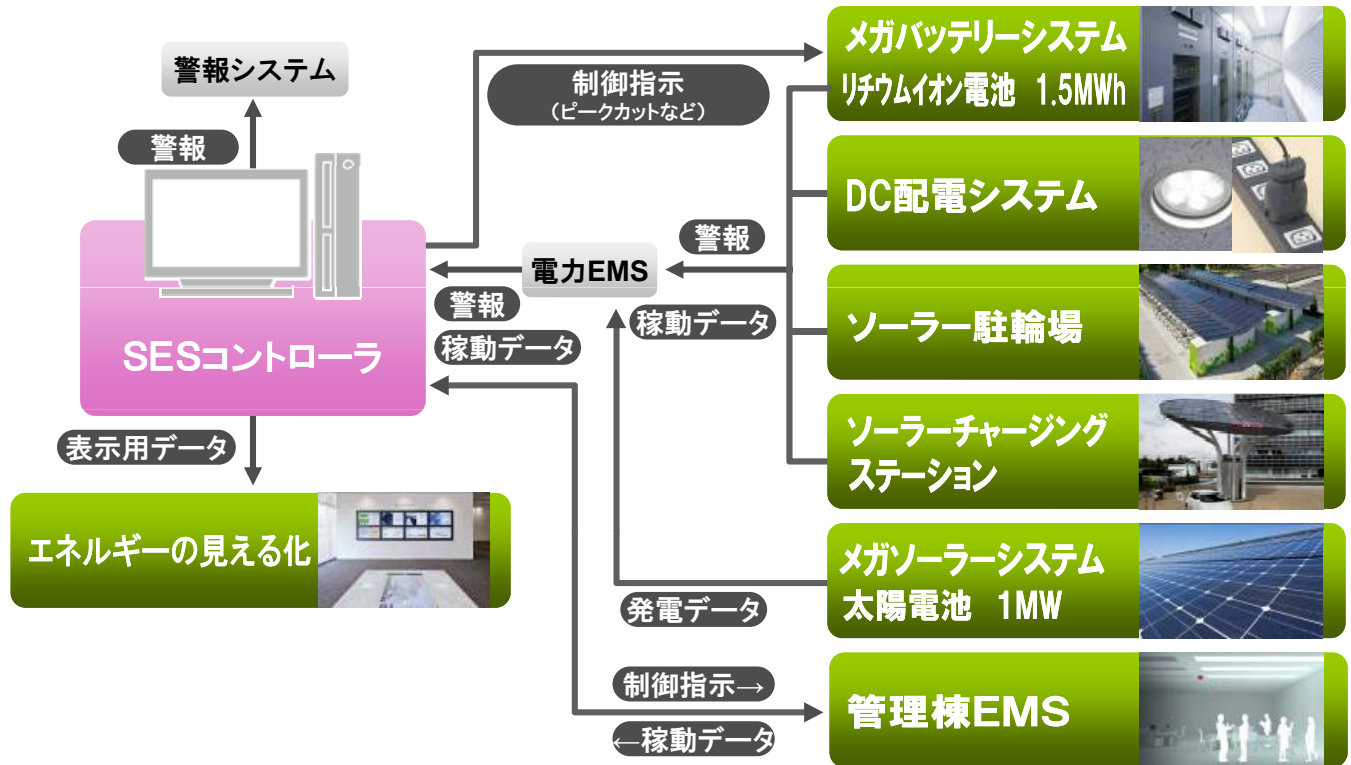 警報システム
警報
SESコントローラ
表示用データ
エネルギーの見える化
制御指示
(ピークカットなど)
電力EMS
警報
稼動データ
警報
稼動データ
発電データ
制御指示→
←稼動データ
メガバッテリーシステム
リチウムイオン電池 1.5MWh
DC配電システム
ソーラー駐輪場
ソーラーチャージング
ステーション
メガソーラーシステム
太陽電池 1MW
管理棟EMS